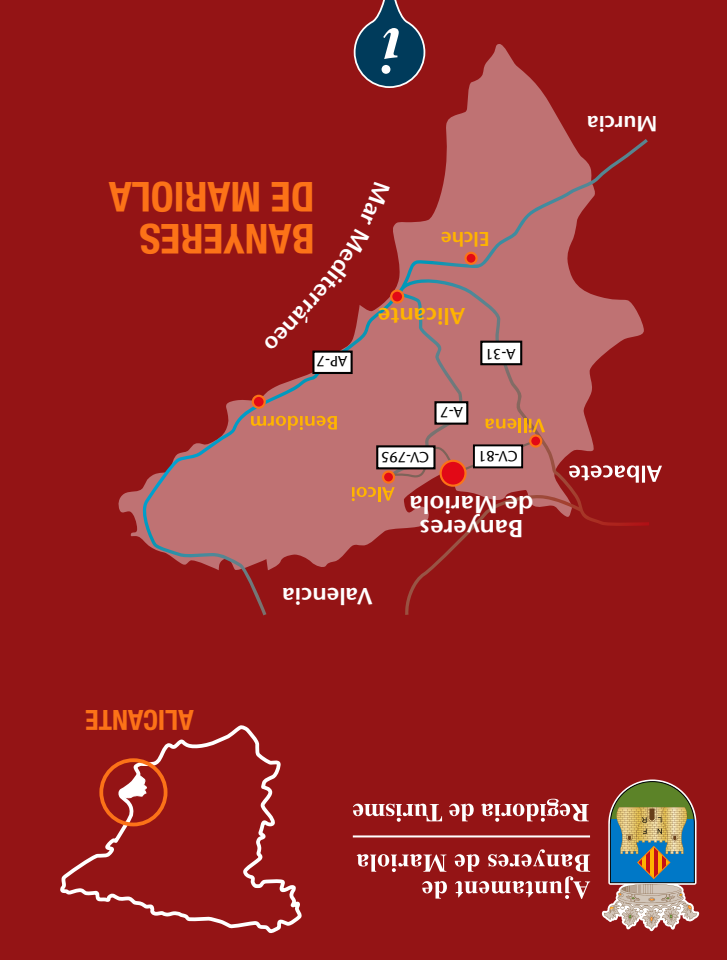 Ajuntament de
Banyeres de Mariola
Regidoria de Turisme
ALICANTE
Valencia
Banyeres
de Mariola
Albacete
Alcoi
CV-795
CV-81
Villena
A-7
Benidorm
A-31
AP-7
Alicante
Mar Mediterráneo
Elche
BANYERES
DE MARIOLA
Murcia
i